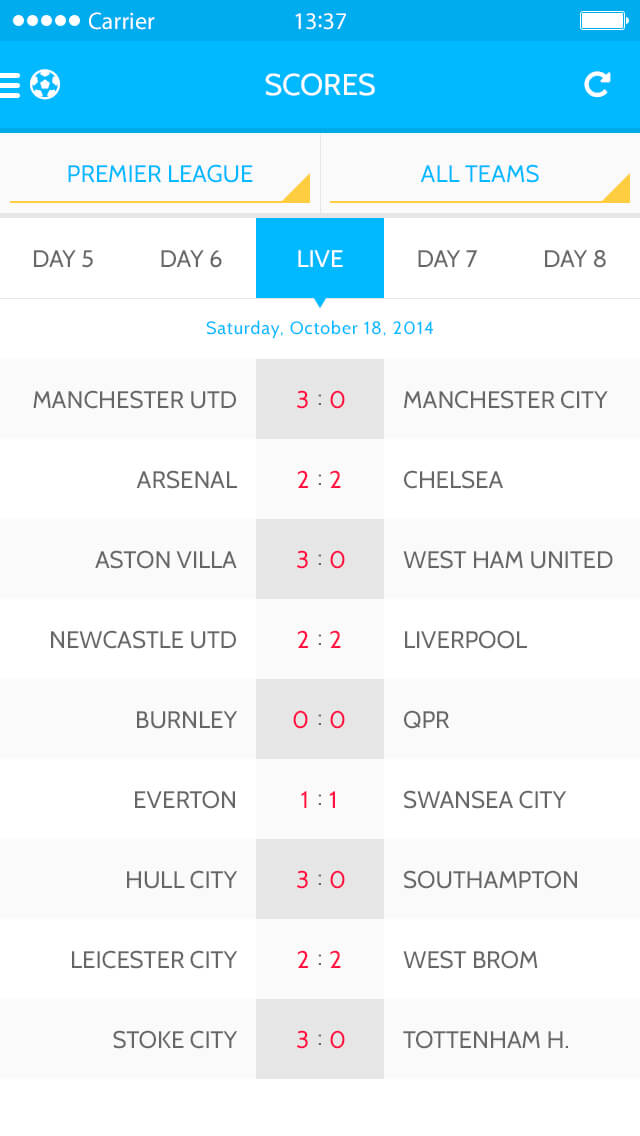 Carrier 13:37
SCORES
PREMIER LEAGUE ALL TEAMS
DAY 5 DAY 6 LIVE DAY 7 DAY 8
Saturday, October 18, 2014
MANCHESTER UTD 3 : 0 MANCHESTER CITY
ARSENAL 2 : 2 CHELSEA
ASTON VILLA 3 : 0 WEST HAM UNITED
NEWCASTLE UTD 2 : 2 LIVERPOOL
BURNLEY 0 : 0 QPR
EVERTON 1 : 1 SWANSEA CITY
HULL CITY 3 : 0 SOUTHAMPTON
LEICESTER CITY 2 : 2 WEST BROM
STOKE CITY 3 : 0 TOTTENHAM H.